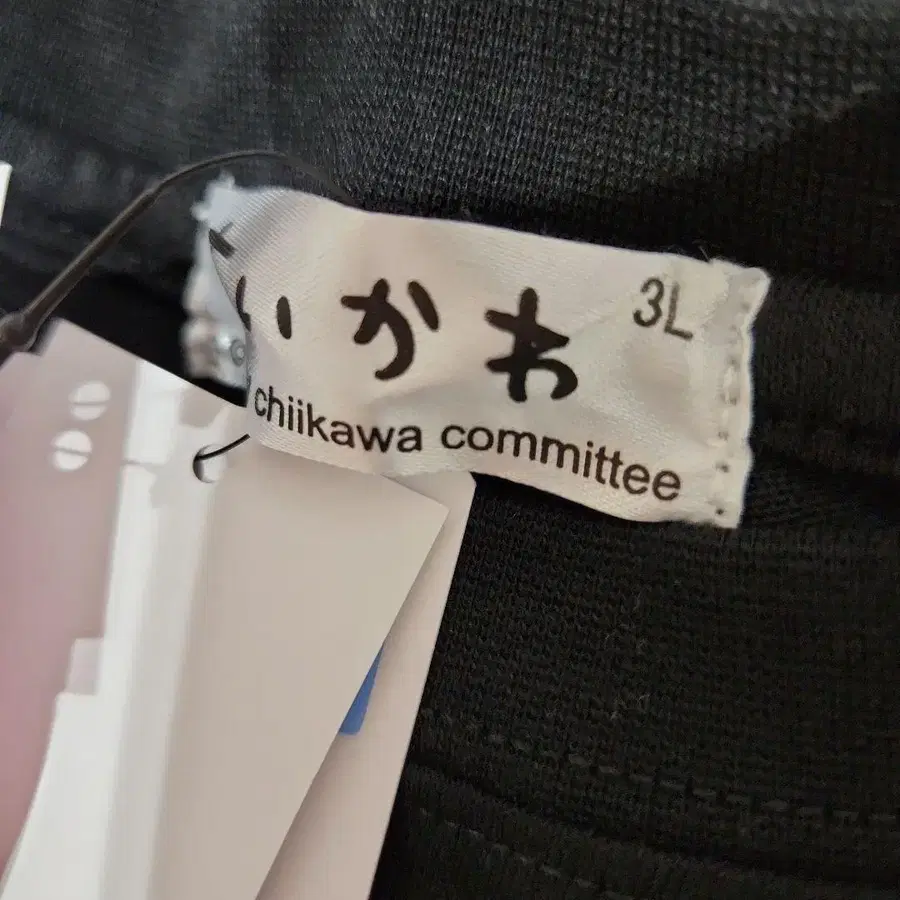 いかわ
3L
chiikawa committee